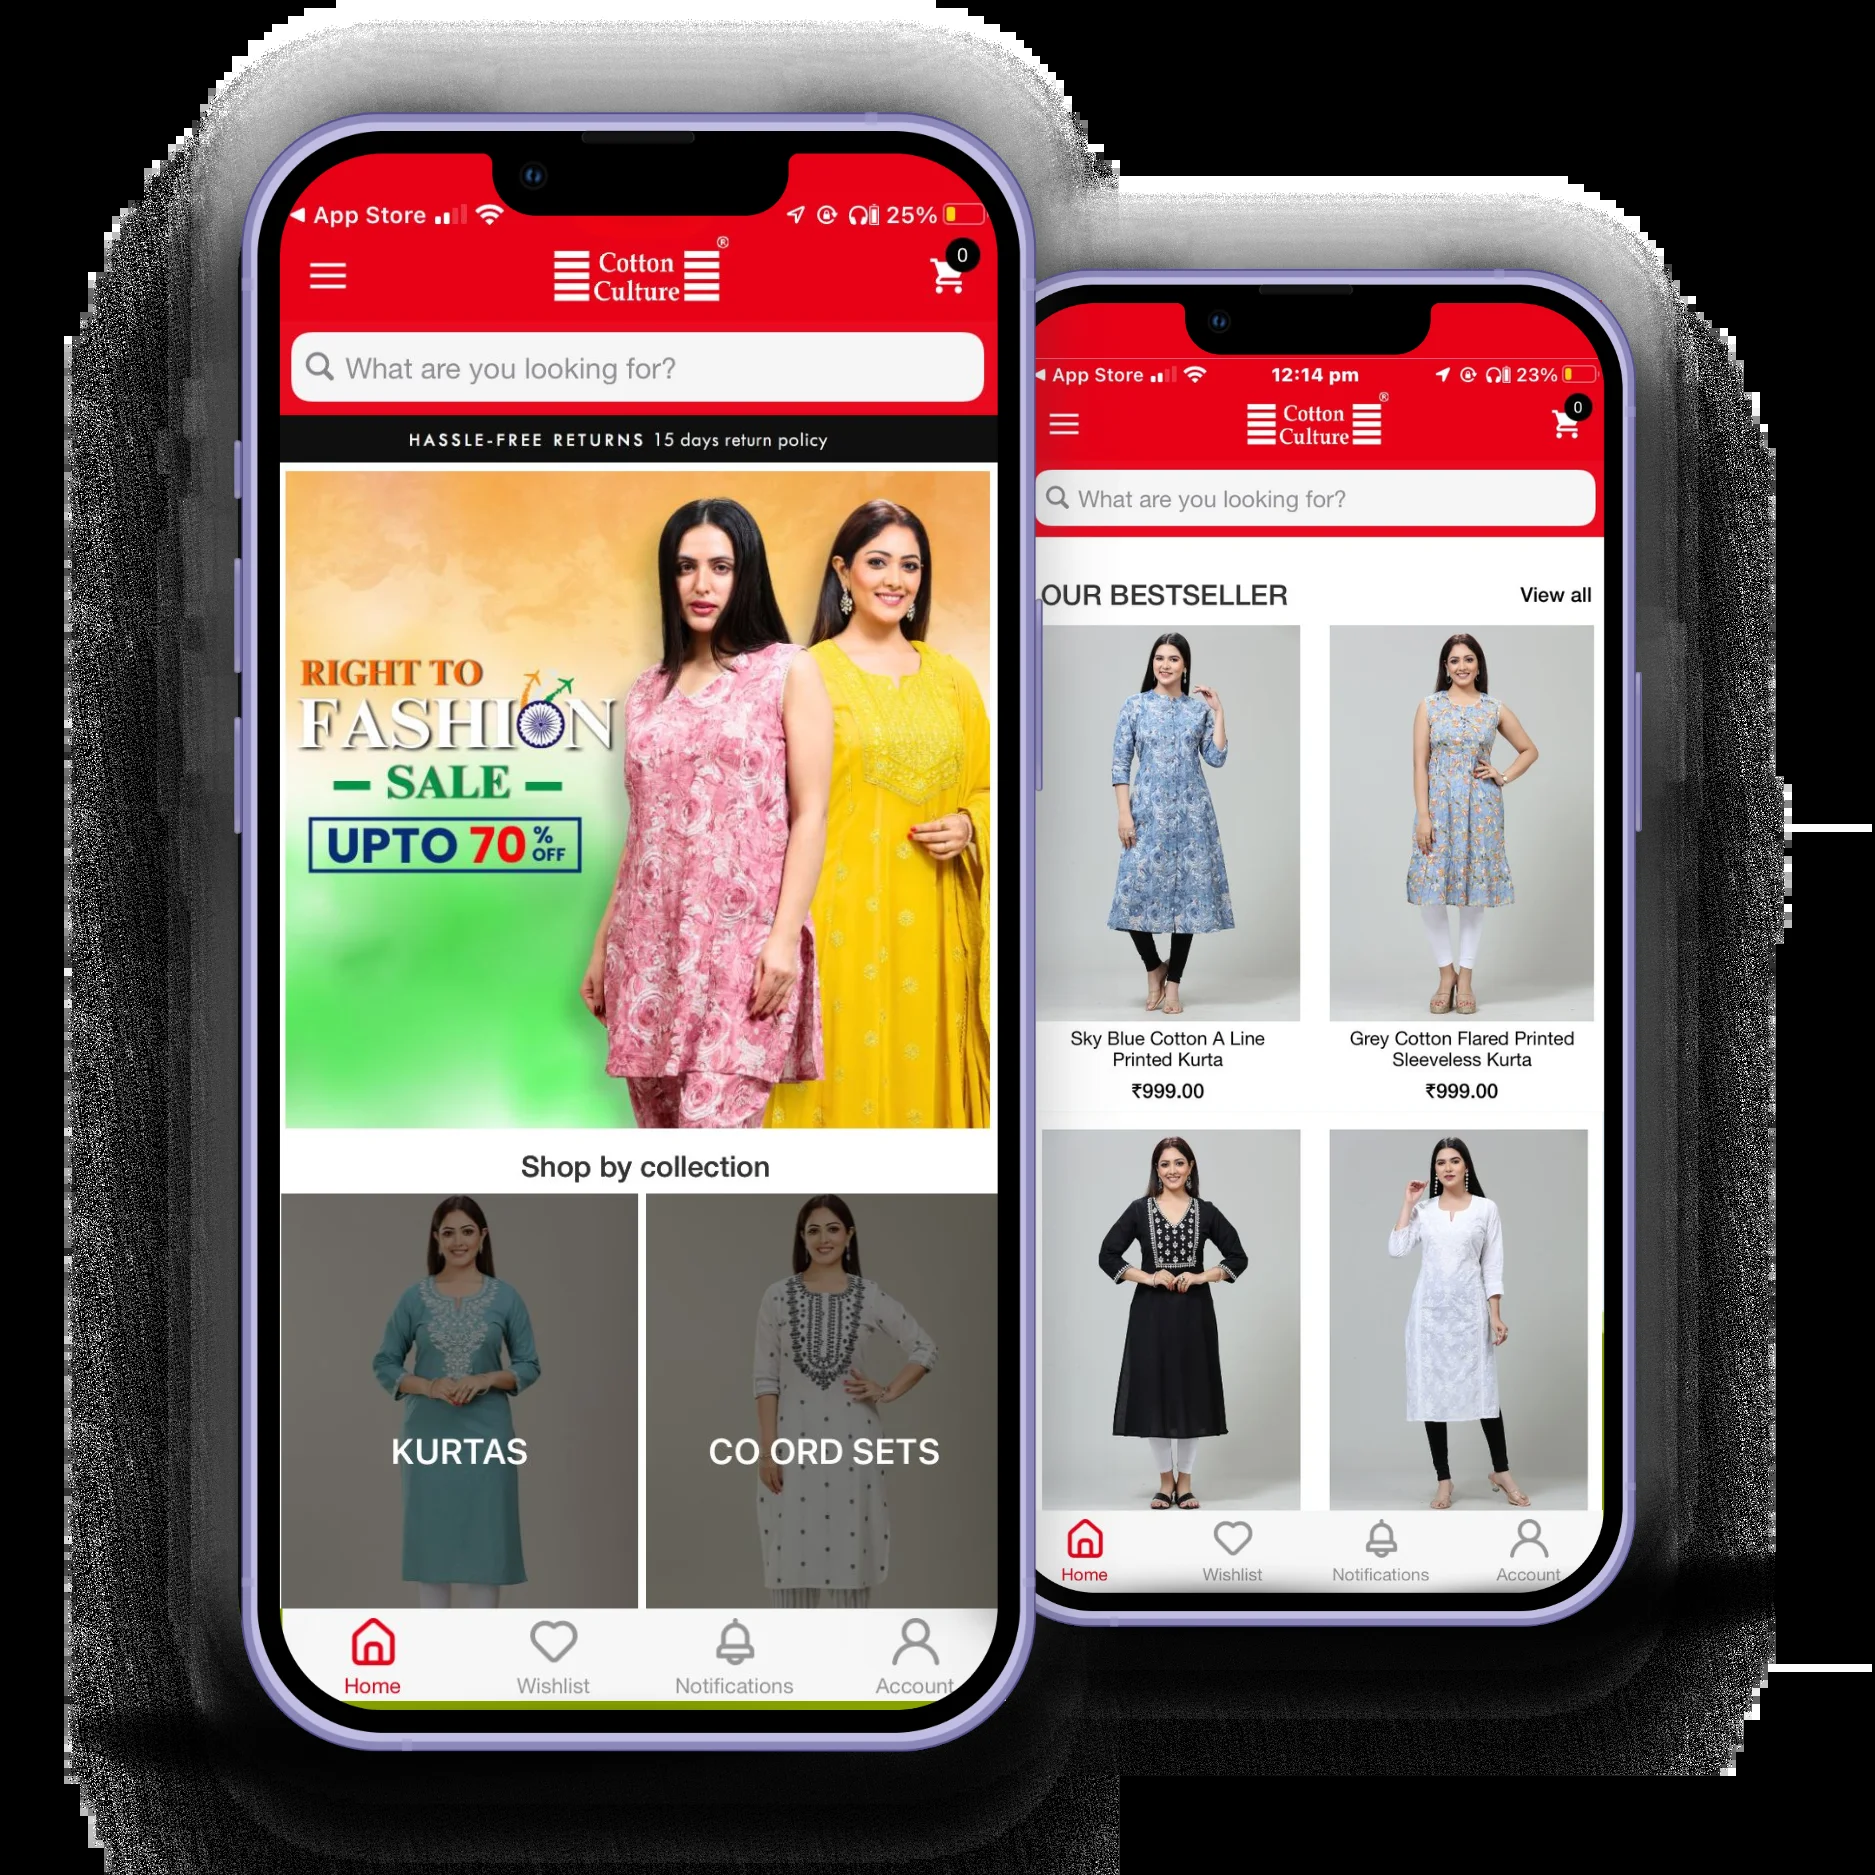 App Store
25%
Cotton
Culture
®
0
What are you looking for?
HASSLE-FREE RETURNS 15 days return policy
RIGHT TO
FASHION
SALE
UPTO 70 % OFF
Shop by collection
KURTAS
CO ORD SETS
Home
Wishlist
Notifications
Account
App Store
12:14 pm
23%
Cotton
Culture
®
0
What are you looking for?
OUR BESTSELLER
View all
Sky Blue Cotton A Line
Printed Kurta
₹999.00
Grey Cotton Flared Printed
Sleeveless Kurta
₹999.00
Home
Wishlist
Notifications
Account